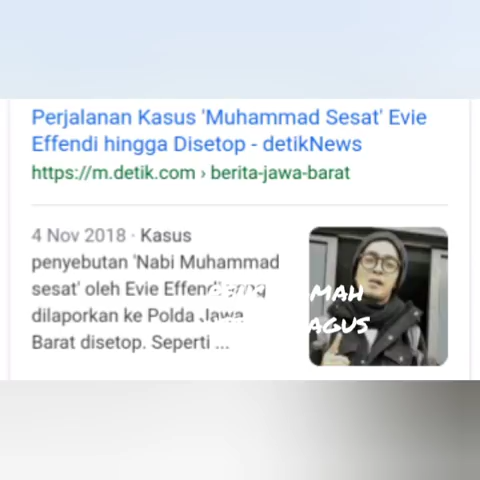 Perjalanan Kasus 'Muhammad Sesat' Evie
Effendi hingga Disetop - detikNews
https://m.detik.com › berita-jawa-barat
4 Nov 2018 · Kasus
penyebutan 'Nabi Muhammad
sesat' oleh Evie Effendi yang
dilaporkan ke Polda Jawa
Barat disetop. Seperti ...
MAH
AGUS